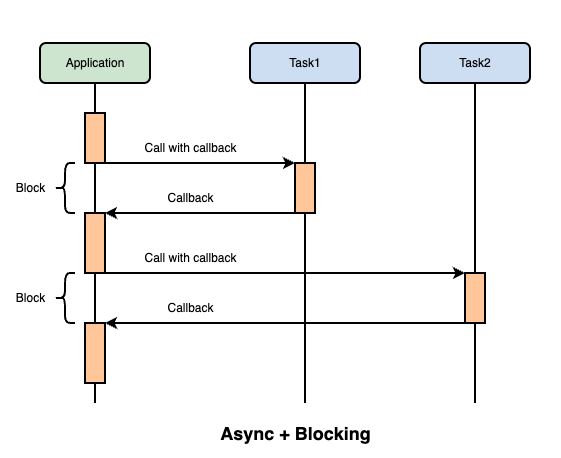 Application
Task1
Task2
Call with callback
Block
Callback
Call with callback
Block
Callback
Async + Blocking